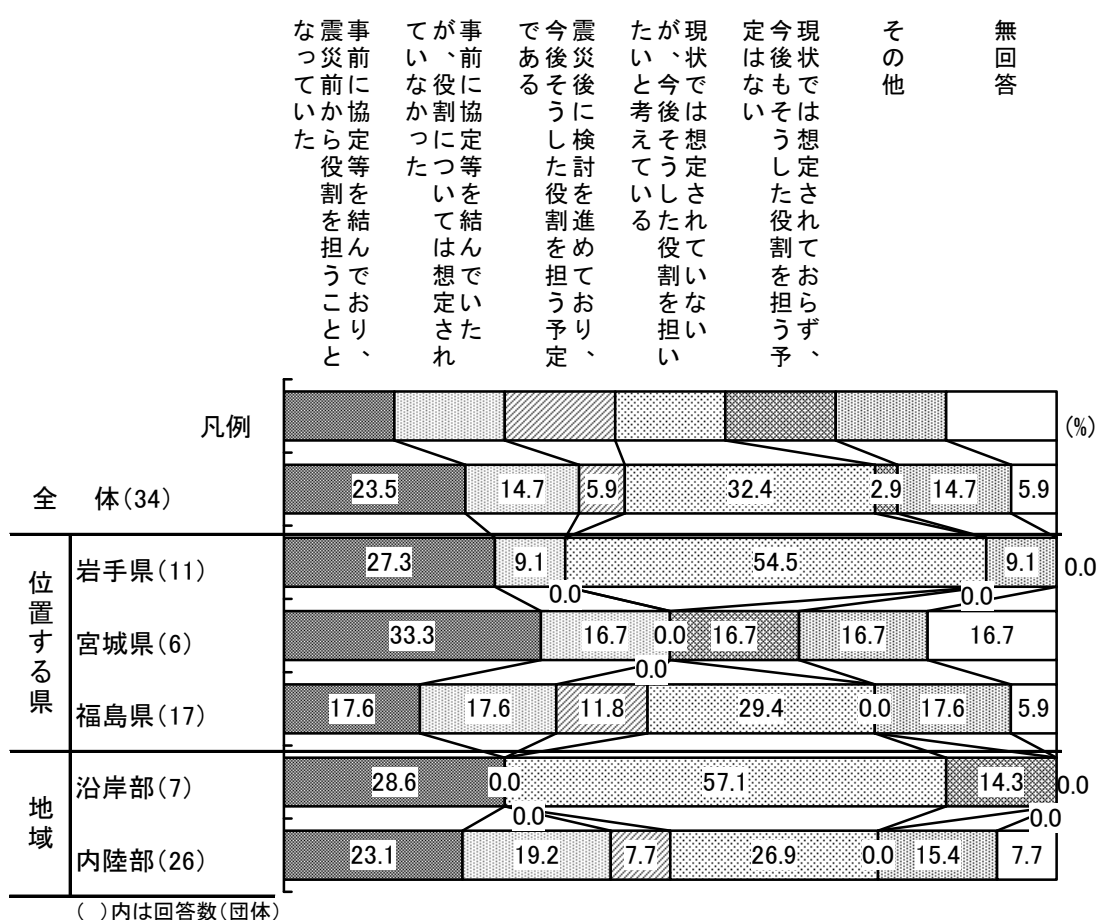 事前に協定等を結んでおり、
震災前から役割を担うことと
なっていた
事前に協定等を結んでいた
が、役割については想定され
ていなかった
震災後に検討を進めており、
今後そうした役割を担う予定
である
現状では想定されていない
が、今後そうした役割を担い
たいと考えている
現状では想定されておらず、
今後もそうした役割を担う予
定はない
その他
無回答
凡例
(%)
全 体(34)
23.5 14.7 5.9 32.4 2.9 14.7 5.9
位置する県
岩手県(11)
27.3 9.1 54.5 9.1 0.0
0.0 0.0
宮城県(6)
33.3 16.7 0.0 16.7 16.7 16.7
0.0
福島県(17)
17.6 17.6 11.8 29.4 0.0 17.6 5.9
地域
沿岸部(7)
28.6 0.0 57.1 14.3 0.0
0.0 0.0
内陸部(26)
23.1 19.2 7.7 26.9 0.0 15.4 7.7
( )内は回答数(団体)